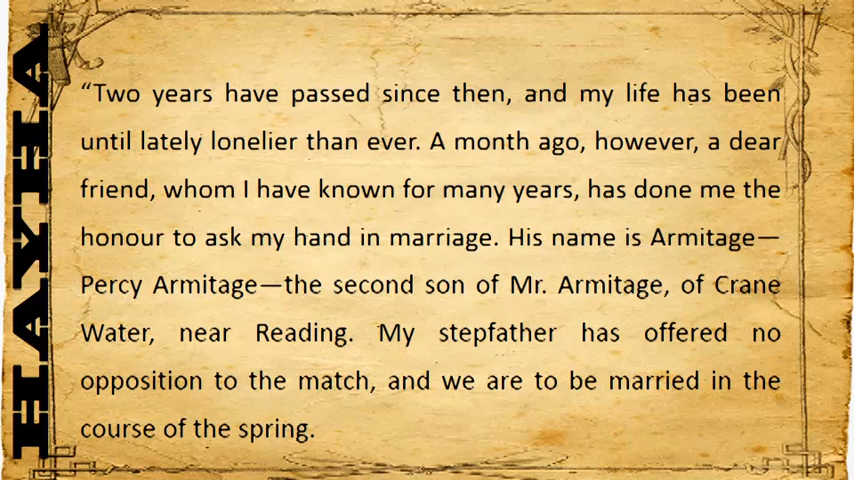 HAYHA
“Two years have passed since then, and my life has been
until lately lonelier than ever. A month ago, however, a dear
friend, whom I have known for many years, has done me the
honour to ask my hand in marriage. His name is Armitage—
Percy Armitage—the second son of Mr. Armitage, of Crane
Water, near Reading. My stepfather has offered no
opposition to the match, and we are to be married in the
course of the spring.